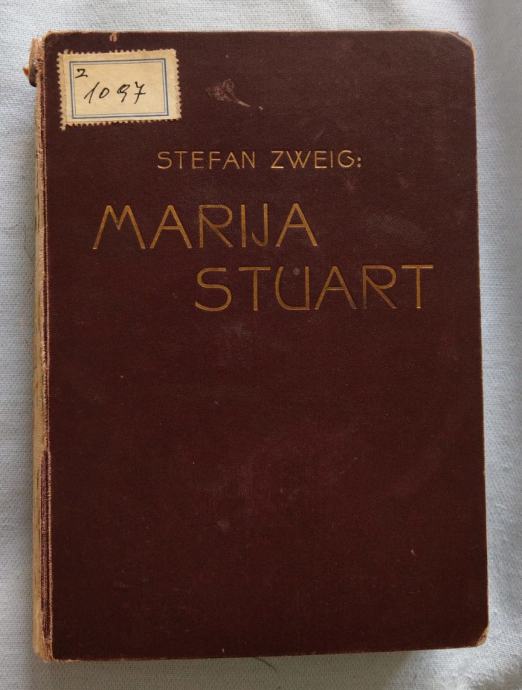 2
1097
STEFAN ZWEIG:
MARIJA
STUART